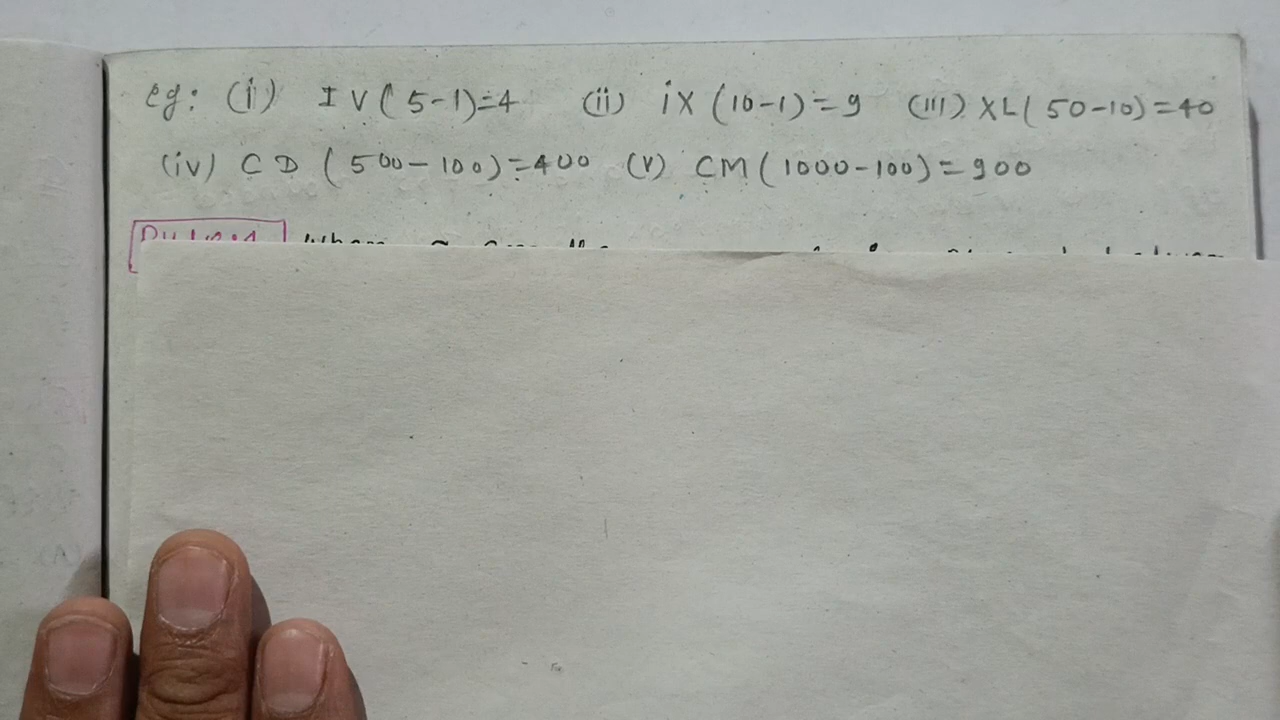 eg: (i) IV(5-1)=4 (ii) iX (10-1)=9 (iii) XL(50-10)=40
(iv) CD (500-100)=400 (v) CM(1000-100)=900